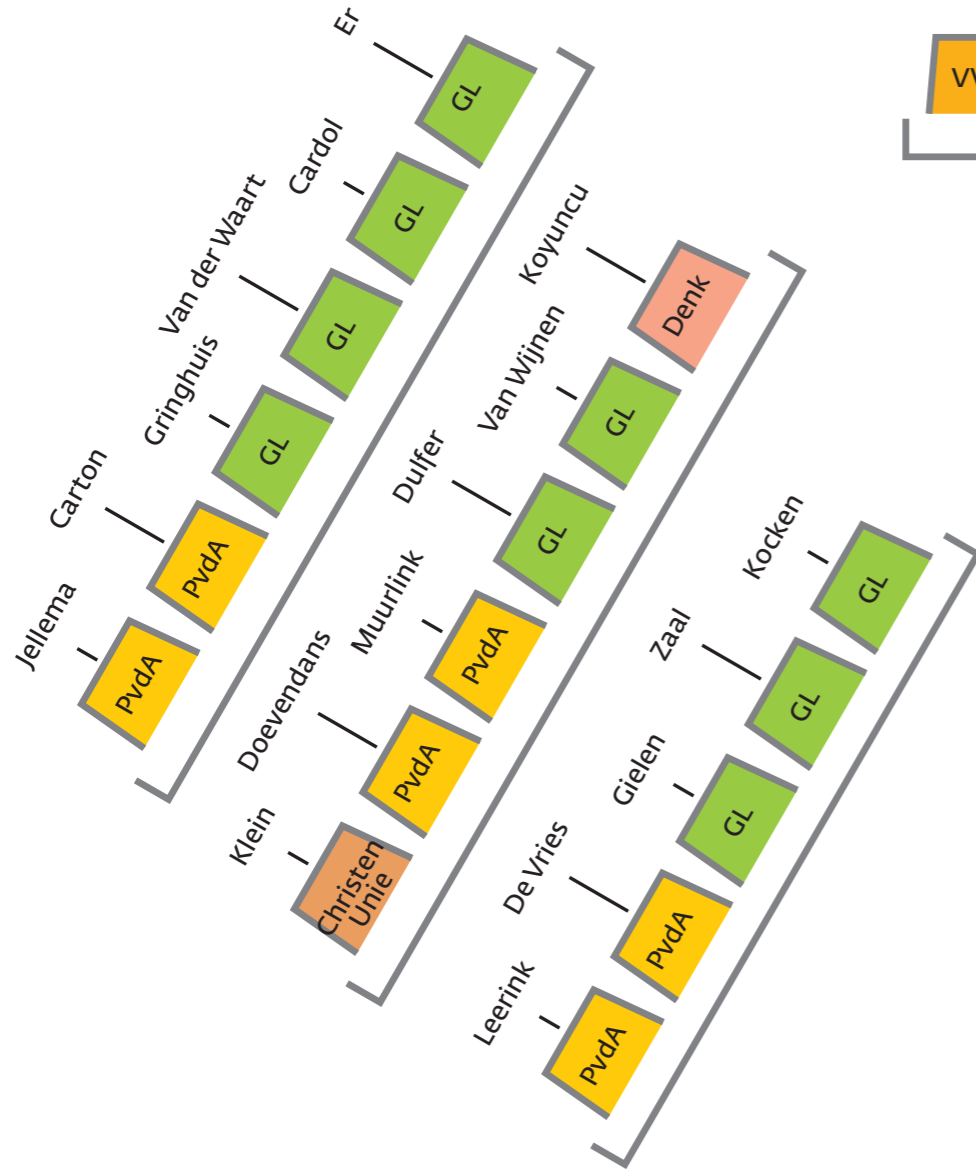 Er
GL
Cardol
GL
Van der Waart
GL
Gringhuis
GL
Carton
PvdA
Jellema
PvdA
Koyuncu
Denk
Van Wijnen
GL
Dulfer
GL
Muurlink
PvdA
Doevendans
PvdA
Klein
Christen
Unie
Kocken
GL
Zaal
GL
Gielen
GL
De Vries
PvdA
Leerink
PvdA